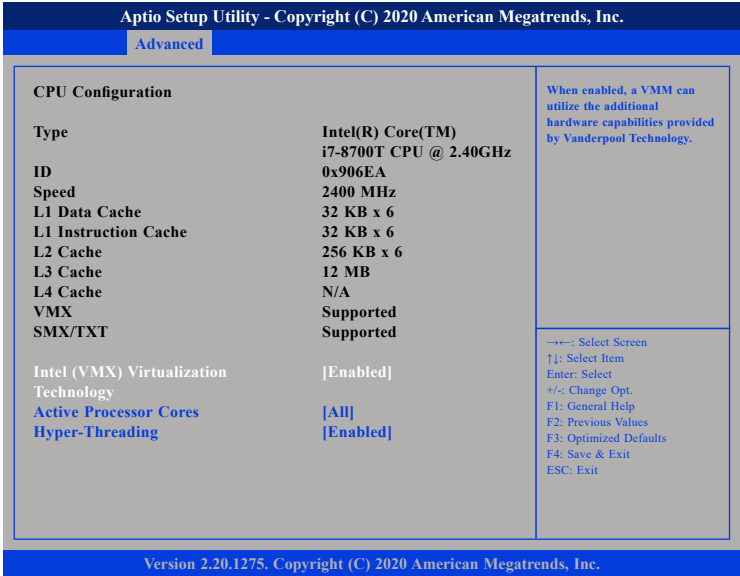 Aptio Setup Utility - Copyright (C) 2020 American Megatrends, Inc.
Advanced
CPU Configuration
Type Intel(R) Core(TM)
i7-8700T CPU @ 2.40GHz
ID 0x906EA
Speed 2400 MHz
L1 Data Cache 32 KB x 6
L1 Instruction Cache 32 KB x 6
L2 Cache 256 KB x 6
L3 Cache 12 MB
L4 Cache N/A
VMX Supported
SMX/TXT Supported
Intel (VMX) Virtualization [Enabled]
Technology
Active Processor Cores [All]
Hyper-Threading [Enabled]
When enabled, a VMM can
utilize the additional
hardware capabilities provided
by Vanderpool Technology.
→←: Select Screen
↑↓: Select Item
Enter: Select
+/-: Change Opt.
F1: General Help
F2: Previous Values
F3: Optimized Defaults
F4: Save & Exit
ESC: Exit
Version 2.20.1275. Copyright (C) 2020 American Megatrends, Inc.